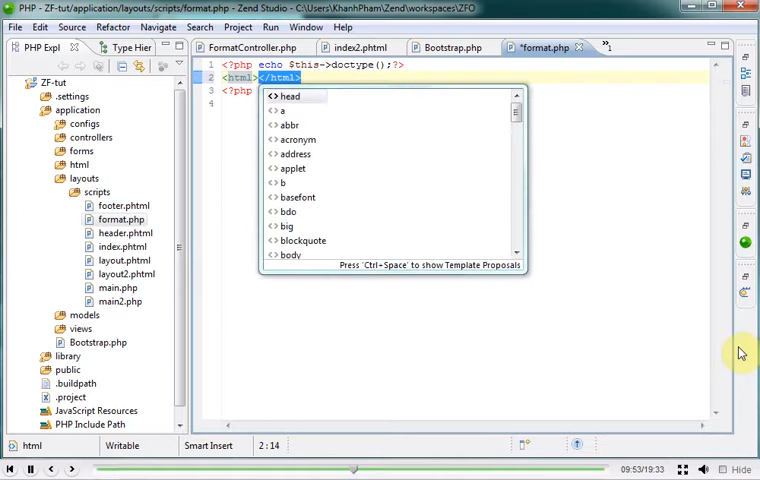 PHP - ZF-tut/application/layouts/scripts/format.php - Zend Studio - C:\Users\KhanhPham\Zend\workspaces\ZFO
File Edit Source Refactor Navigate Search Project Run Window Help
PHP Expl Type Hier
FormatController.php index2.phtml Bootstrap.php *format.php »1
ZF-tut
.settings
application
configs
controllers
forms
html
layouts
scripts
footer.phtml
format.php
header.phtml
index.phtml
layout.phtml
layout2.phtml
main.php
main2.php
models
views
Bootstrap.php
library
public
.buildpath
.project
JavaScript Resources
PHP Include Path
1 <?php echo $this->doctype();?>
2 <html></html>
3 <?php
4
<> head
<> a
<> abbr
<> acronym
<> address
<> applet
<> b
<> basefont
<> bdo
<> big
<> blockquote
<> body
Press 'Ctrl+Space' to show Template Proposals
html Writable Smart Insert 2:14
09:53/19:33 Hide